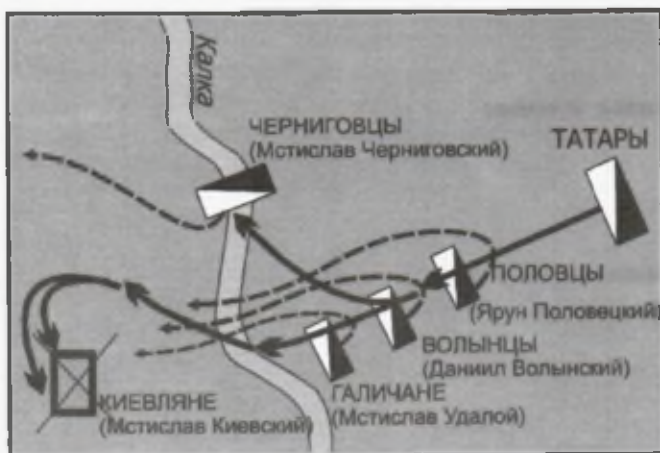 Калка
ЧЕРНИГОВЦЫ
(Мстислав Черниговский)
ТАТАРЫ
ПОЛОВЦЫ
(Ярун Половецкий)
ВОЛЫНЦЫ
(Даниил Волынский)
ГАЛИЧАНЕ
(Мстислав Удалой)
КИЕВЛЯНЕ
(Мстислав Киевский)